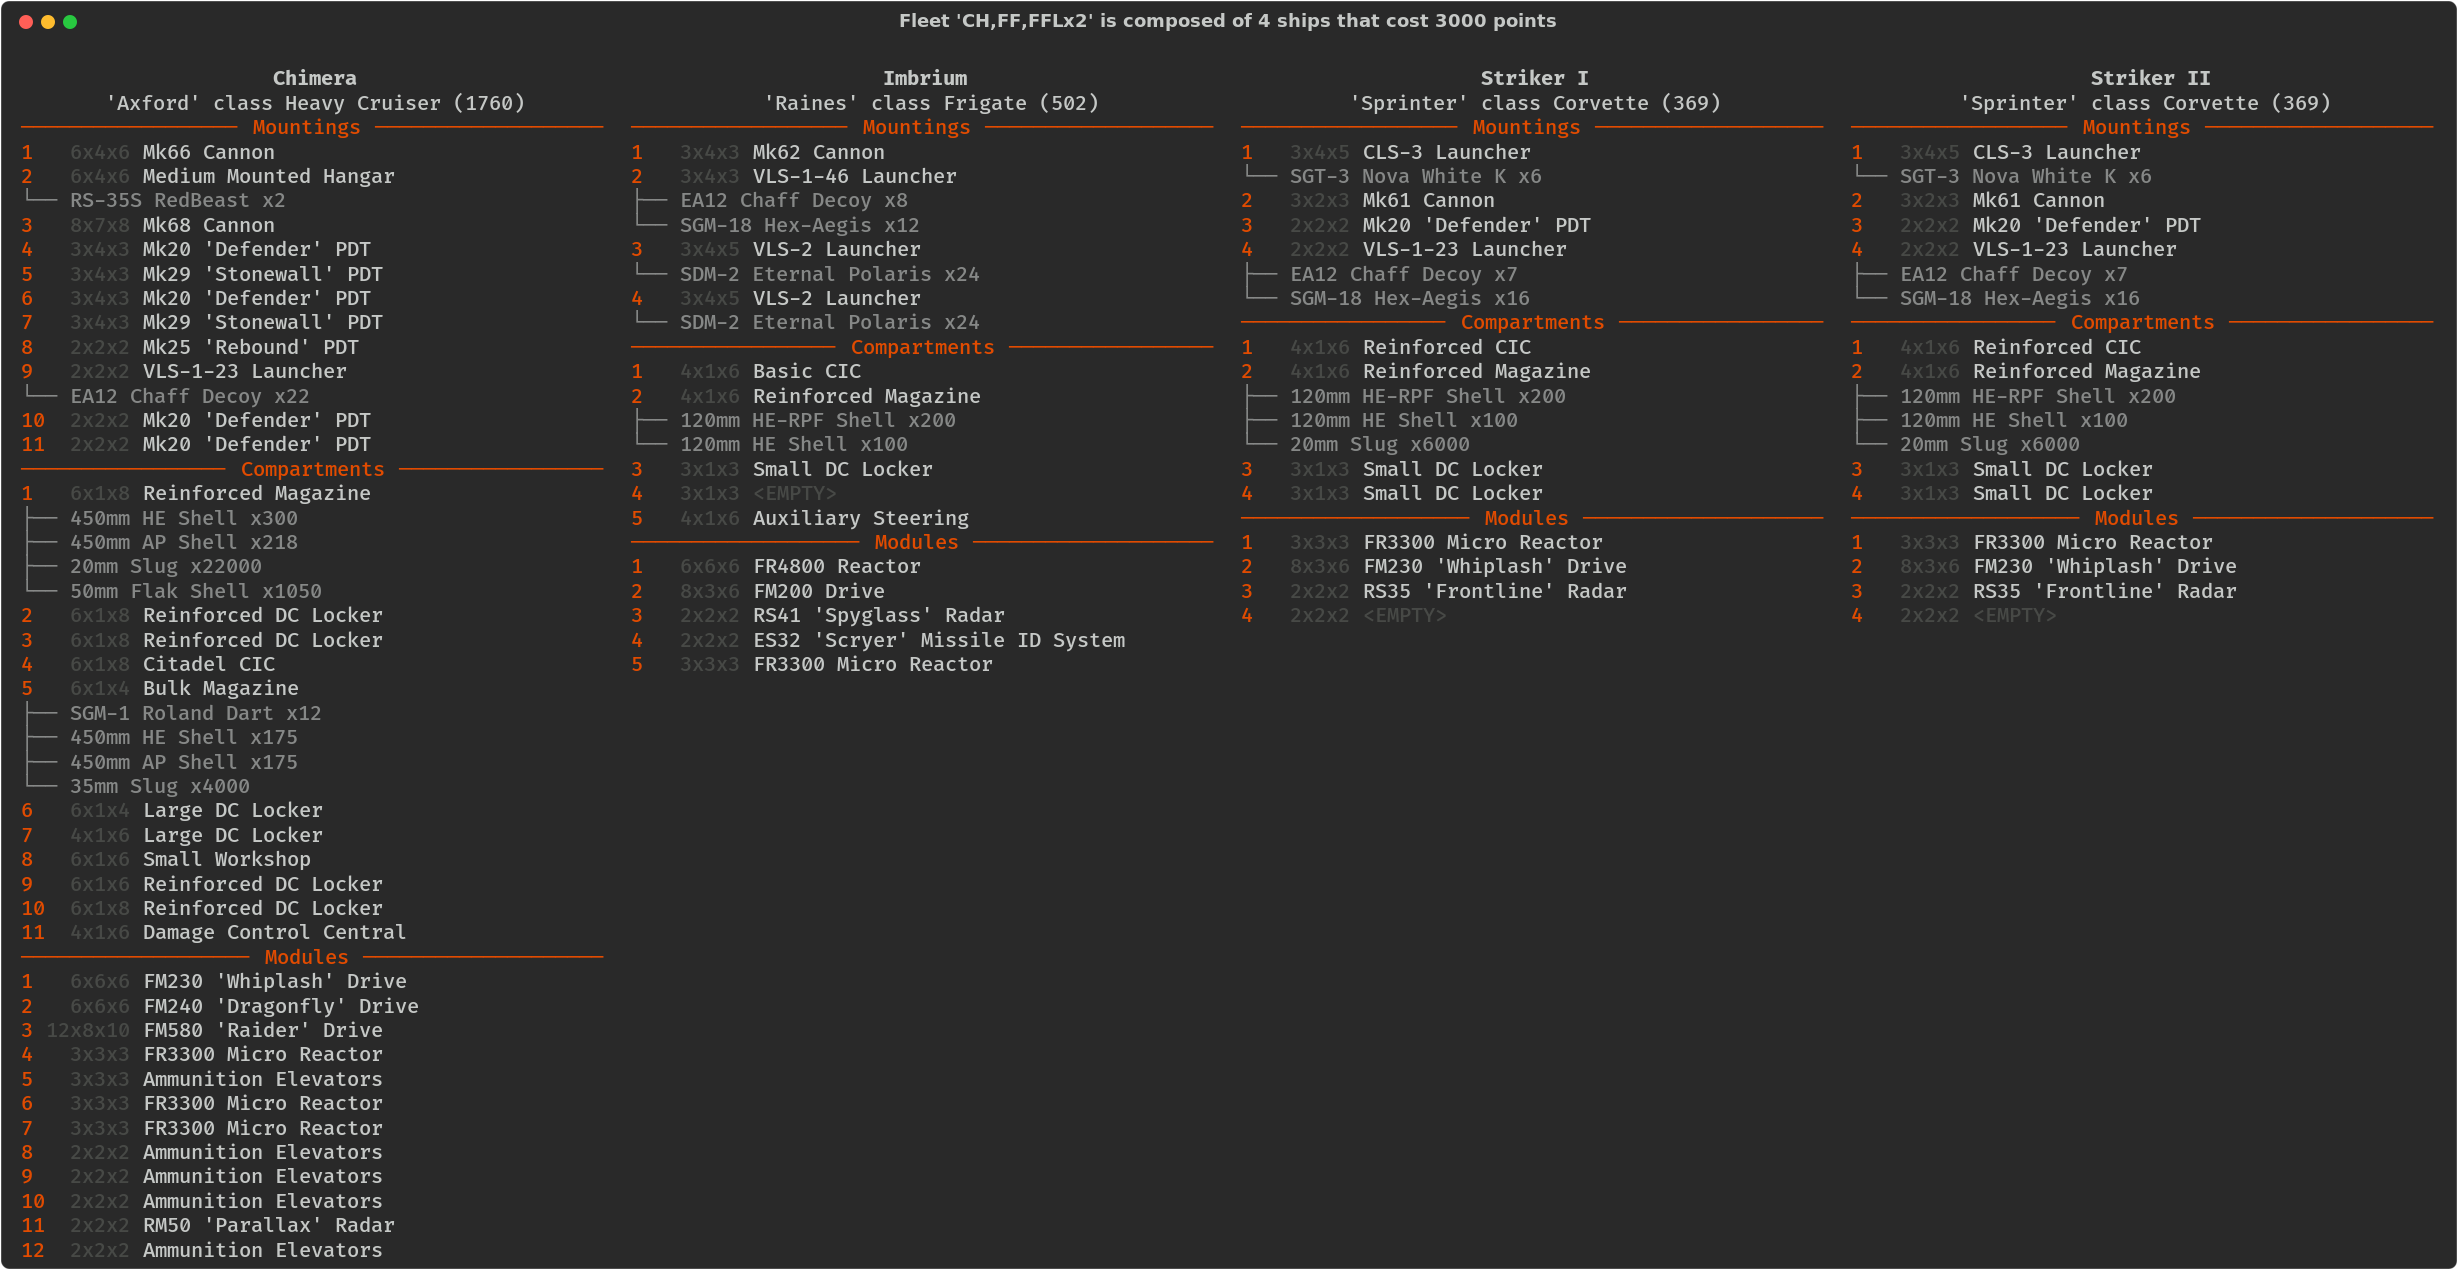 Fleet 'CH,FF,FFLx2' is composed of 4 ships that cost 3000 points
Chimera
'Axford' class Heavy Cruiser (1760)
Mountings
1 6x4x6 Mk66 Cannon
2 6x4x6 Medium Mounted Hangar
RS-35S RedBeast x2
3 8x7x8 Mk68 Cannon
4 3x4x3 Mk20 'Defender' PDT
5 3x4x3 Mk29 'Stonewall' PDT
6 3x4x3 Mk20 'Defender' PDT
7 3x4x3 Mk29 'Stonewall' PDT
8 2x2x2 Mk25 'Rebound' PDT
9 2x2x2 VLS-1-23 Launcher
EA12 Chaff Decoy x22
10 2x2x2 Mk20 'Defender' PDT
11 2x2x2 Mk20 'Defender' PDT
Compartments
1 6x1x8 Reinforced Magazine
450mm HE Shell x300
450mm AP Shell x218
20mm Slug x22000
50mm Flak Shell x1050
2 6x1x8 Reinforced DC Locker
3 6x1x8 Reinforced DC Locker
4 6x1x8 Citadel CIC
5 6x1x4 Bulk Magazine
SGM-1 Roland Dart x12
450mm HE Shell x175
450mm AP Shell x175
35mm Slug x4000
6 6x1x4 Large DC Locker
7 4x1x6 Large DC Locker
8 6x1x6 Small Workshop
9 6x1x6 Reinforced DC Locker
10 6x1x8 Reinforced DC Locker
11 4x1x6 Damage Control Central
Modules
1 6x6x6 FM230 'Whiplash' Drive
2 6x6x6 FM240 'Dragonfly' Drive
3 12x8x10 FM580 'Raider' Drive
4 3x3x3 FR3300 Micro Reactor
5 3x3x3 Ammunition Elevators
6 3x3x3 FR3300 Micro Reactor
7 3x3x3 FR3300 Micro Reactor
8 2x2x2 Ammunition Elevators
9 2x2x2 Ammunition Elevators
10 2x2x2 Ammunition Elevators
11 2x2x2 RM50 'Parallax' Radar
12 2x2x2 Ammunition Elevators
Imbrium
'Raines' class Frigate (502)
Mountings
1 3x4x3 Mk62 Cannon
2 3x4x3 VLS-1-46 Launcher
EA12 Chaff Decoy x8
SGM-18 Hex-Aegis x12
3 3x4x5 VLS-2 Launcher
SDM-2 Eternal Polaris x24
4 3x4x5 VLS-2 Launcher
SDM-2 Eternal Polaris x24
Compartments
1 4x1x6 Basic CIC
2 4x1x6 Reinforced Magazine
120mm HE-RPF Shell x200
120mm HE Shell x100
3 3x1x3 Small DC Locker
4 3x1x3 <EMPTY>
5 4x1x6 Auxiliary Steering
Modules
1 6x6x6 FR4800 Reactor
2 8x3x6 FM200 Drive
3 2x2x2 RS41 'Spyglass' Radar
4 2x2x2 ES32 'Scryer' Missile ID System
5 3x3x3 FR3300 Micro Reactor
Striker I
'Sprinter' class Corvette (369)
Mountings
1 3x4x5 CLS-3 Launcher
SGT-3 Nova White K x6
2 3x2x3 Mk61 Cannon
3 2x2x2 Mk20 'Defender' PDT
4 2x2x2 VLS-1-23 Launcher
EA12 Chaff Decoy x7
SGM-18 Hex-Aegis x16
Compartments
1 4x1x6 Reinforced CIC
2 4x1x6 Reinforced Magazine
120mm HE-RPF Shell x200
120mm HE Shell x100
20mm Slug x6000
3 3x1x3 Small DC Locker
4 3x1x3 Small DC Locker
Modules
1 3x3x3 FR3300 Micro Reactor
2 8x3x6 FM230 'Whiplash' Drive
3 2x2x2 RS35 'Frontline' Radar
4 2x2x2 <EMPTY>
Striker II
'Sprinter' class Corvette (369)
Mountings
1 3x4x5 CLS-3 Launcher
SGT-3 Nova White K x6
2 3x2x3 Mk61 Cannon
3 2x2x2 Mk20 'Defender' PDT
4 2x2x2 VLS-1-23 Launcher
EA12 Chaff Decoy x7
SGM-18 Hex-Aegis x16
Compartments
1 4x1x6 Reinforced CIC
2 4x1x6 Reinforced Magazine
120mm HE-RPF Shell x200
120mm HE Shell x100
20mm Slug x6000
3 3x1x3 Small DC Locker
4 3x1x3 Small DC Locker
Modules
1 3x3x3 FR3300 Micro Reactor
2 8x3x6 FM230 'Whiplash' Drive
3 2x2x2 RS35 'Frontline' Radar
4 2x2x2 <EMPTY>